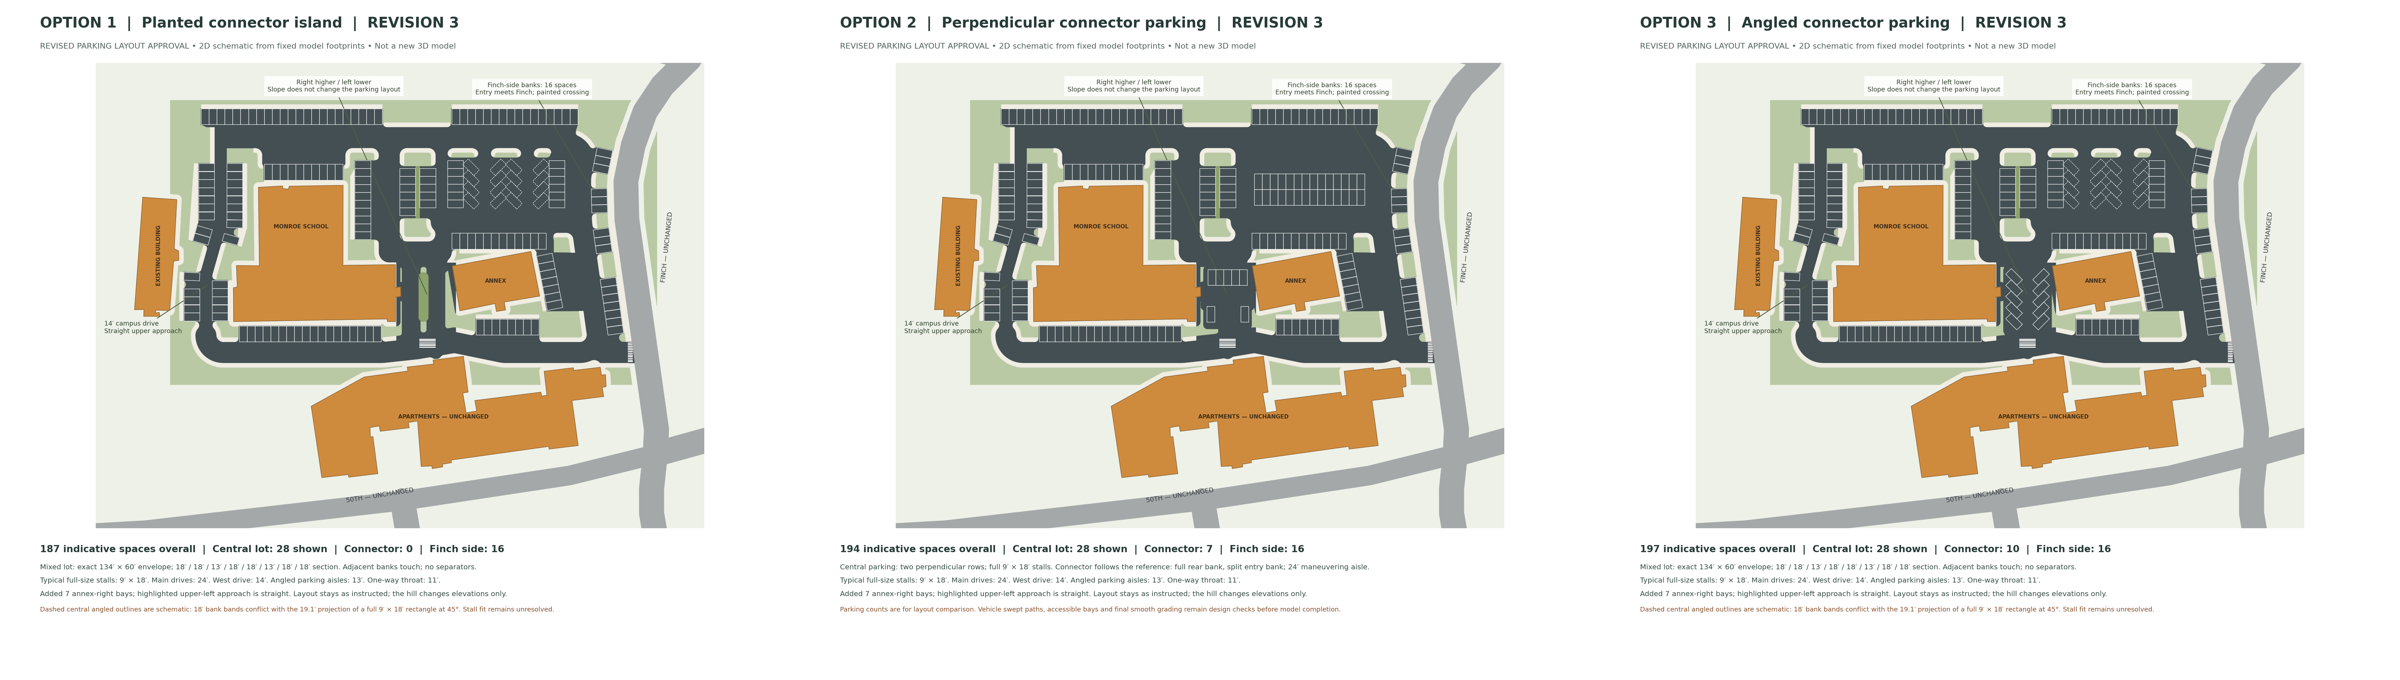 OPTION 1 | Planted connector island | REVISION 3
REVISED PARKING LAYOUT APPROVAL • 2D schematic from fixed model footprints • Not a new 3D model
Right higher / left lower
Slope does not change the parking layout
Finch-side banks: 16 spaces
Entry meets Finch; painted crossing
MONROE SCHOOL
EXISTING BUILDING
ANNEX
FINCH — UNCHANGED
14′ campus drive
Straight upper approach
APARTMENTS — UNCHANGED
50TH — UNCHANGED
187 indicative spaces overall | Central lot: 28 shown | Connector: 0 | Finch side: 16
Mixed lot: exact 134′ × 60′ envelope; 18′ / 18′ / 13′ / 18′ / 18′ / 13′ / 18′ / 18′ section. Adjacent banks touch; no separators.
Typical full-size stalls: 9′ × 18′. Main drives: 24′. West drive: 14′. Angled parking aisles: 13′. One-way throat: 11′.
Added 7 annex-right bays; highlighted upper-left approach is straight. Layout stays as instructed; the hill changes elevations only.
Dashed central angled outlines are schematic: 18′ bank bands conflict with the 19.1′ projection of a full 9′ × 18′ rectangle at 45°. Stall fit remains unresolved.
OPTION 2 | Perpendicular connector parking | REVISION 3
REVISED PARKING LAYOUT APPROVAL • 2D schematic from fixed model footprints • Not a new 3D model
Right higher / left lower
Slope does not change the parking layout
Finch-side banks: 16 spaces
Entry meets Finch; painted crossing
MONROE SCHOOL
EXISTING BUILDING
ANNEX
FINCH — UNCHANGED
14′ campus drive
Straight upper approach
APARTMENTS — UNCHANGED
50TH — UNCHANGED
194 indicative spaces overall | Central lot: 28 shown | Connector: 7 | Finch side: 16
Central parking: two perpendicular rows; full 9′ × 18′ stalls. Connector follows the reference: full rear bank, split entry bank; 24′ maneuvering aisle.
Typical full-size stalls: 9′ × 18′. Main drives: 24′. West drive: 14′. Angled parking aisles: 13′. One-way throat: 11′.
Added 7 annex-right bays; highlighted upper-left approach is straight. Layout stays as instructed; the hill changes elevations only.
Parking counts are for layout comparison. Vehicle swept paths, accessible bays and final smooth grading remain design checks before model completion.
OPTION 3 | Angled connector parking | REVISION 3
REVISED PARKING LAYOUT APPROVAL • 2D schematic from fixed model footprints • Not a new 3D model
Right higher / left lower
Slope does not change the parking layout
Finch-side banks: 16 spaces
Entry meets Finch; painted crossing
MONROE SCHOOL
EXISTING BUILDING
ANNEX
FINCH — UNCHANGED
14′ campus drive
Straight upper approach
APARTMENTS — UNCHANGED
50TH — UNCHANGED
197 indicative spaces overall | Central lot: 28 shown | Connector: 10 | Finch side: 16
Mixed lot: exact 134′ × 60′ envelope; 18′ / 18′ / 13′ / 18′ / 18′ / 13′ / 18′ / 18′ section. Adjacent banks touch; no separators.
Typical full-size stalls: 9′ × 18′. Main drives: 24′. West drive: 14′. Angled parking aisles: 13′. One-way throat: 11′.
Added 7 annex-right bays; highlighted upper-left approach is straight. Layout stays as instructed; the hill changes elevations only.
Dashed central angled outlines are schematic: 18′ bank bands conflict with the 19.1′ projection of a full 9′ × 18′ rectangle at 45°. Stall fit remains unresolved.